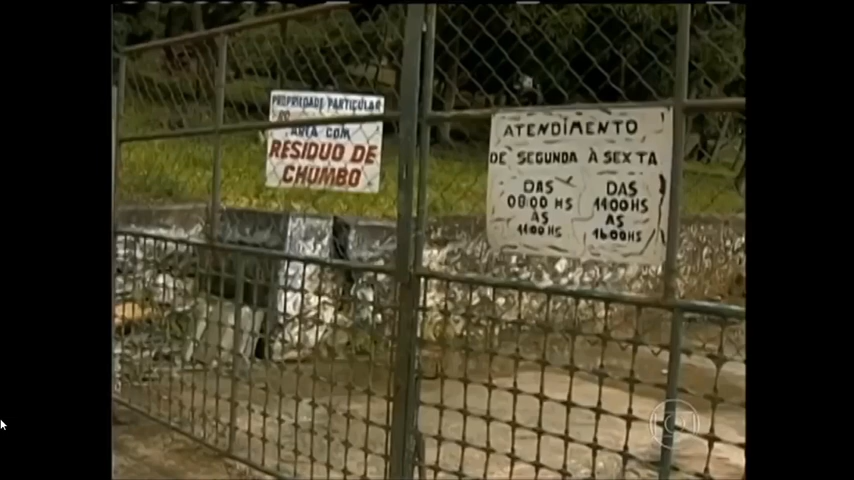 PROPRIEDADE PARTICULAR
ÁREA COM
RESIDUO DE
CHUMBO
ATENDIMENTO
DE SEGUNDA À SEXTA
DAS
08:00 HS
ÀS
11:00 HS
DAS
14:00 HS
ÀS
16:00 HS